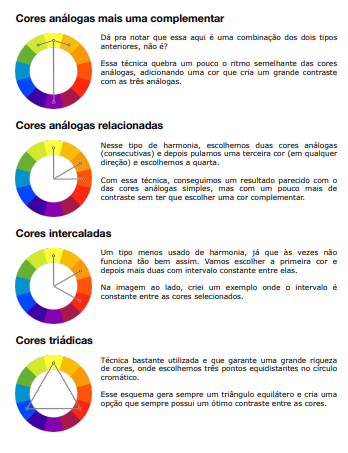 Cores análogas mais uma complementar
Dá pra notar que essa aqui é uma combinação dos dois tipos
anteriores, não é?
Essa técnica quebra um pouco o ritmo semelhante das cores
análogas, adicionando uma cor que cria um grande contraste
com as três análogas.
Cores análogas relacionadas
Nesse tipo de harmonia, escolhemos duas cores análogas
(consecutivas) e depois pulamos uma terceira cor (em qualquer
direção) e escolhemos a quarta.
Com essa técnica, conseguimos um resultado parecido com o
das cores análogas simples, mas com um pouco mais de
contraste sem ter que escolher uma cor complementar.
Cores intercaladas
Um tipo menos usado de harmonia, já que às vezes não
funciona tão bem assim. Vamos escolher a primeira cor e
depois mais duas com intervalo constante entre elas.
Na imagem ao lado, criei um exemplo onde o intervalo é
constante entre as cores selecionados.
Cores triádicas
Técnica bastante utilizada e que garante uma grande riqueza
de cores, onde escolhemos três pontos equidistantes no círculo
cromático.
Esse esquema gera sempre um triângulo equilátero e cria uma
opção que sempre possui um ótimo contraste entre as cores.